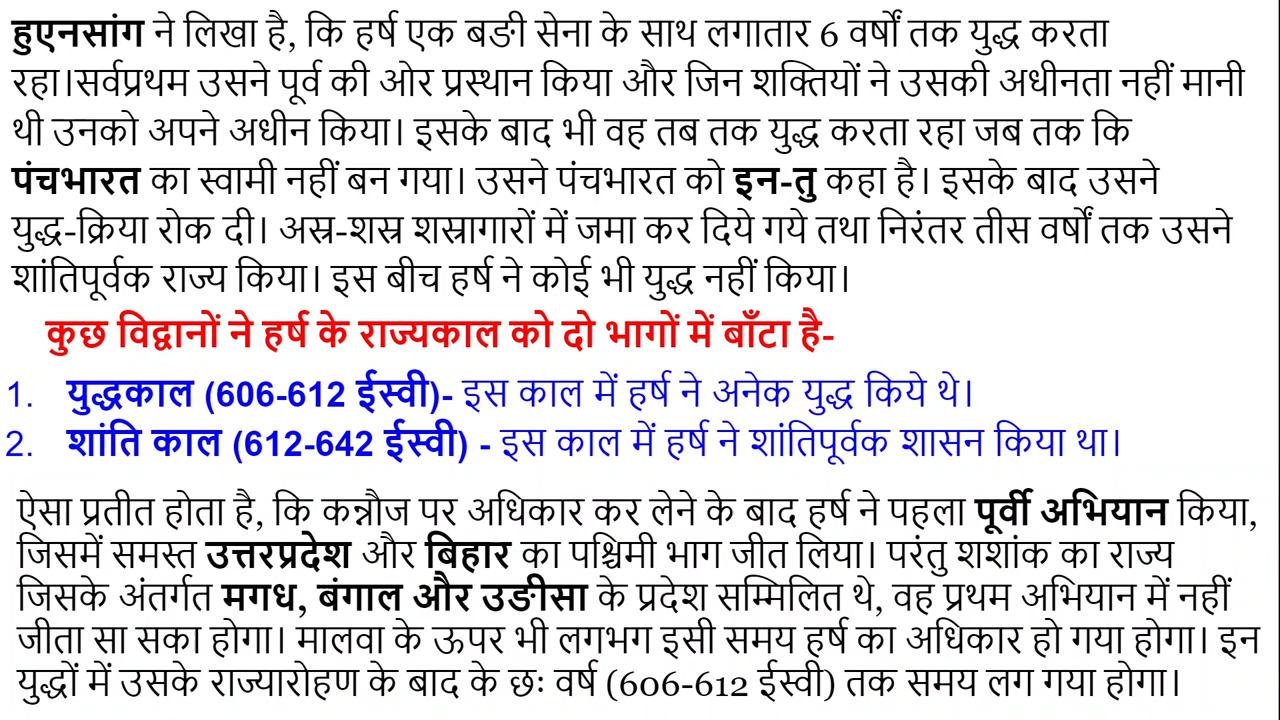 हुएनसांग ने लिखा है, कि हर्ष एक बङी सेना के साथ लगातार 6 वर्षों तक युद्ध करता
रहा।सर्वप्रथम उसने पूर्व की ओर प्रस्थान किया और जिन शक्तियों ने उसकी अधीनता नहीं मानी
थी उनको अपने अधीन किया। इसके बाद भी वह तब तक युद्ध करता रहा जब तक कि
पंचभारत का स्वामी नहीं बन गया। उसने पंचभारत को इन-तु कहा है। इसके बाद उसने
युद्ध-क्रिया रोक दी। अस्र-शस्र शस्रागारों में जमा कर दिये गये तथा निरंतर तीस वर्षों तक उसने
शांतिपूर्वक राज्य किया। इस बीच हर्ष ने कोई भी युद्ध नहीं किया।
कुछ विद्वानों ने हर्ष के राज्यकाल को दो भागों में बाँटा है-
1. युद्धकाल (606-612 ईस्वी)- इस काल में हर्ष ने अनेक युद्ध किये थे।
2. शांति काल (612-642 ईस्वी) - इस काल में हर्ष ने शांतिपूर्वक शासन किया था।
ऐसा प्रतीत होता है, कि कन्नौज पर अधिकार कर लेने के बाद हर्ष ने पहला पूर्वी अभियान किया,
जिसमें समस्त उत्तरप्रदेश और बिहार का पश्चिमी भाग जीत लिया। परंतु शशांक का राज्य
जिसके अंतर्गत मगध, बंगाल और उङीसा के प्रदेश सम्मिलित थे, वह प्रथम अभियान में नहीं
जीता सा सका होगा। मालवा के ऊपर भी लगभग इसी समय हर्ष का अधिकार हो गया होगा। इन
युद्धों में उसके राज्यारोहण के बाद के छः वर्ष (606-612 ईस्वी) तक समय लग गया होगा।